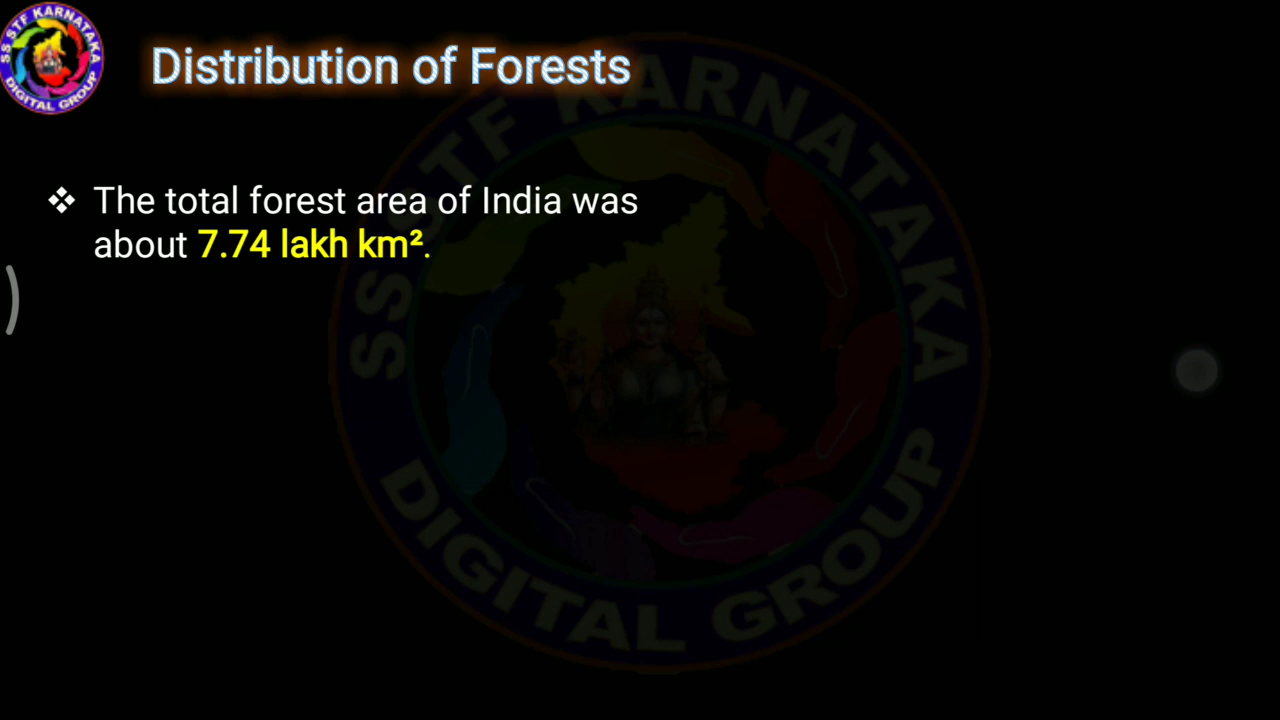 SS STF KARNATAKA
DIGITAL GROUP
Distribution of Forests
❖ The total forest area of India was
about 7.74 lakh km².
SS STF KARNATAKA
DIGITAL GROUP